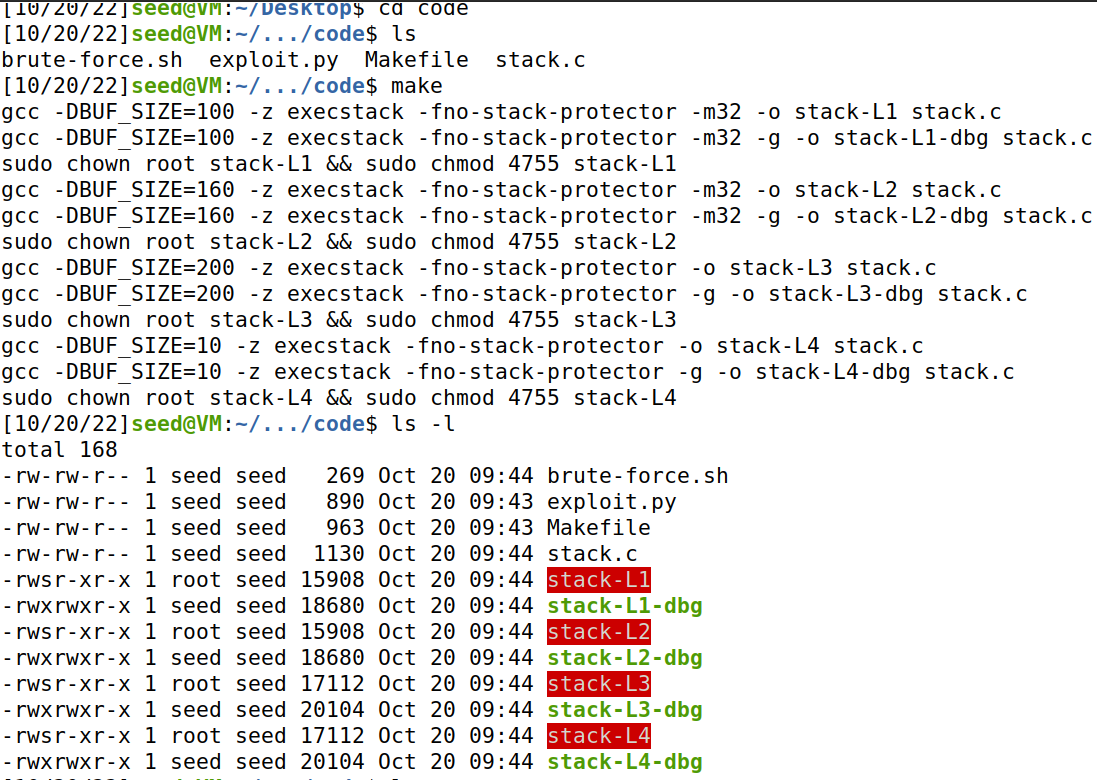 [10/20/22]seed@VM:~/Desktop$ cd code
[10/20/22]seed@VM:~/.../code$ ls
brute-force.sh  exploit.py  Makefile  stack.c
[10/20/22]seed@VM:~/.../code$ make
gcc -DBUF_SIZE=100 -z execstack -fno-stack-protector -m32 -o stack-L1 stack.c
gcc -DBUF_SIZE=100 -z execstack -fno-stack-protector -m32 -g -o stack-L1-dbg stack.c
sudo chown root stack-L1 && sudo chmod 4755 stack-L1
gcc -DBUF_SIZE=160 -z execstack -fno-stack-protector -m32 -o stack-L2 stack.c
gcc -DBUF_SIZE=160 -z execstack -fno-stack-protector -m32 -g -o stack-L2-dbg stack.c
sudo chown root stack-L2 && sudo chmod 4755 stack-L2
gcc -DBUF_SIZE=200 -z execstack -fno-stack-protector -o stack-L3 stack.c
gcc -DBUF_SIZE=200 -z execstack -fno-stack-protector -g -o stack-L3-dbg stack.c
sudo chown root stack-L3 && sudo chmod 4755 stack-L3
gcc -DBUF_SIZE=10 -z execstack -fno-stack-protector -o stack-L4 stack.c
gcc -DBUF_SIZE=10 -z execstack -fno-stack-protector -g -o stack-L4-dbg stack.c
sudo chown root stack-L4 && sudo chmod 4755 stack-L4
[10/20/22]seed@VM:~/.../code$ ls -l
total 168
-rw-rw-r-- 1 seed seed   269 Oct 20 09:44 brute-force.sh
-rw-rw-r-- 1 seed seed   890 Oct 20 09:43 exploit.py
-rw-rw-r-- 1 seed seed   963 Oct 20 09:43 Makefile
-rw-rw-r-- 1 seed seed  1130 Oct 20 09:44 stack.c
-rwsr-xr-x 1 root seed 15908 Oct 20 09:44 stack-L1
-rwxrwxr-x 1 seed seed 18680 Oct 20 09:44 stack-L1-dbg
-rwsr-xr-x 1 root seed 15908 Oct 20 09:44 stack-L2
-rwxrwxr-x 1 seed seed 18680 Oct 20 09:44 stack-L2-dbg
-rwsr-xr-x 1 root seed 17112 Oct 20 09:44 stack-L3
-rwxrwxr-x 1 seed seed 20104 Oct 20 09:44 stack-L3-dbg
-rwsr-xr-x 1 root seed 17112 Oct 20 09:44 stack-L4
-rwxrwxr-x 1 seed seed 20104 Oct 20 09:44 stack-L4-dbg